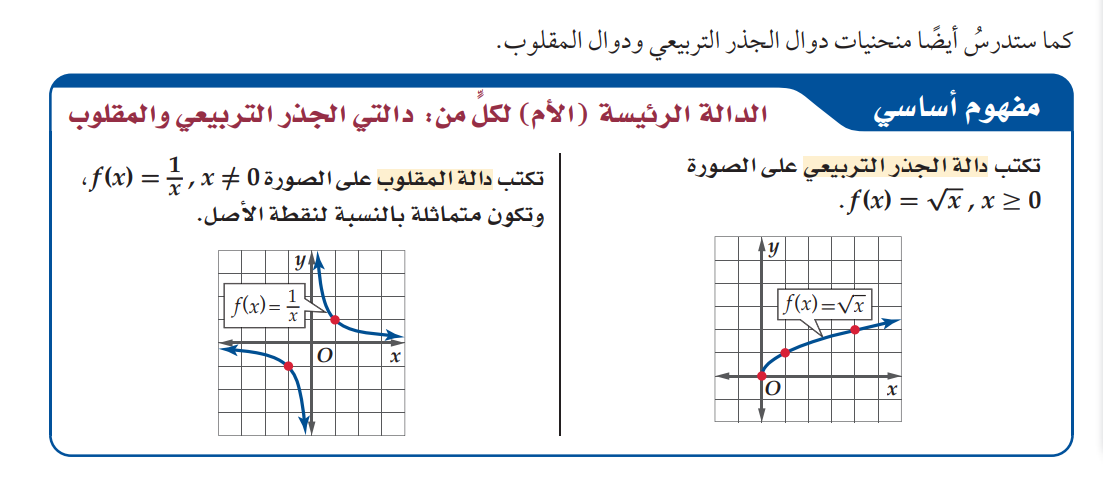 كما ستدرسُ أيضًا منحنيات دوال الجذر التربيعي ودوال المقلوب.
مفهوم أساسي
الدالة الرئيسة (الأم) لكلٍّ من: دالتي الجذر التربيعي والمقلوب
تكتب دالة الجذر التربيعي على الصورة
f(x) = √x , x ≥ 0.
y
f(x)=√x
O
x
تكتب دالة المقلوب على الصورة f(x) = 1/x , x ≠ 0،
وتكون متماثلة بالنسبة لنقطة الأصل.
y
f(x)= 1/x
O
x